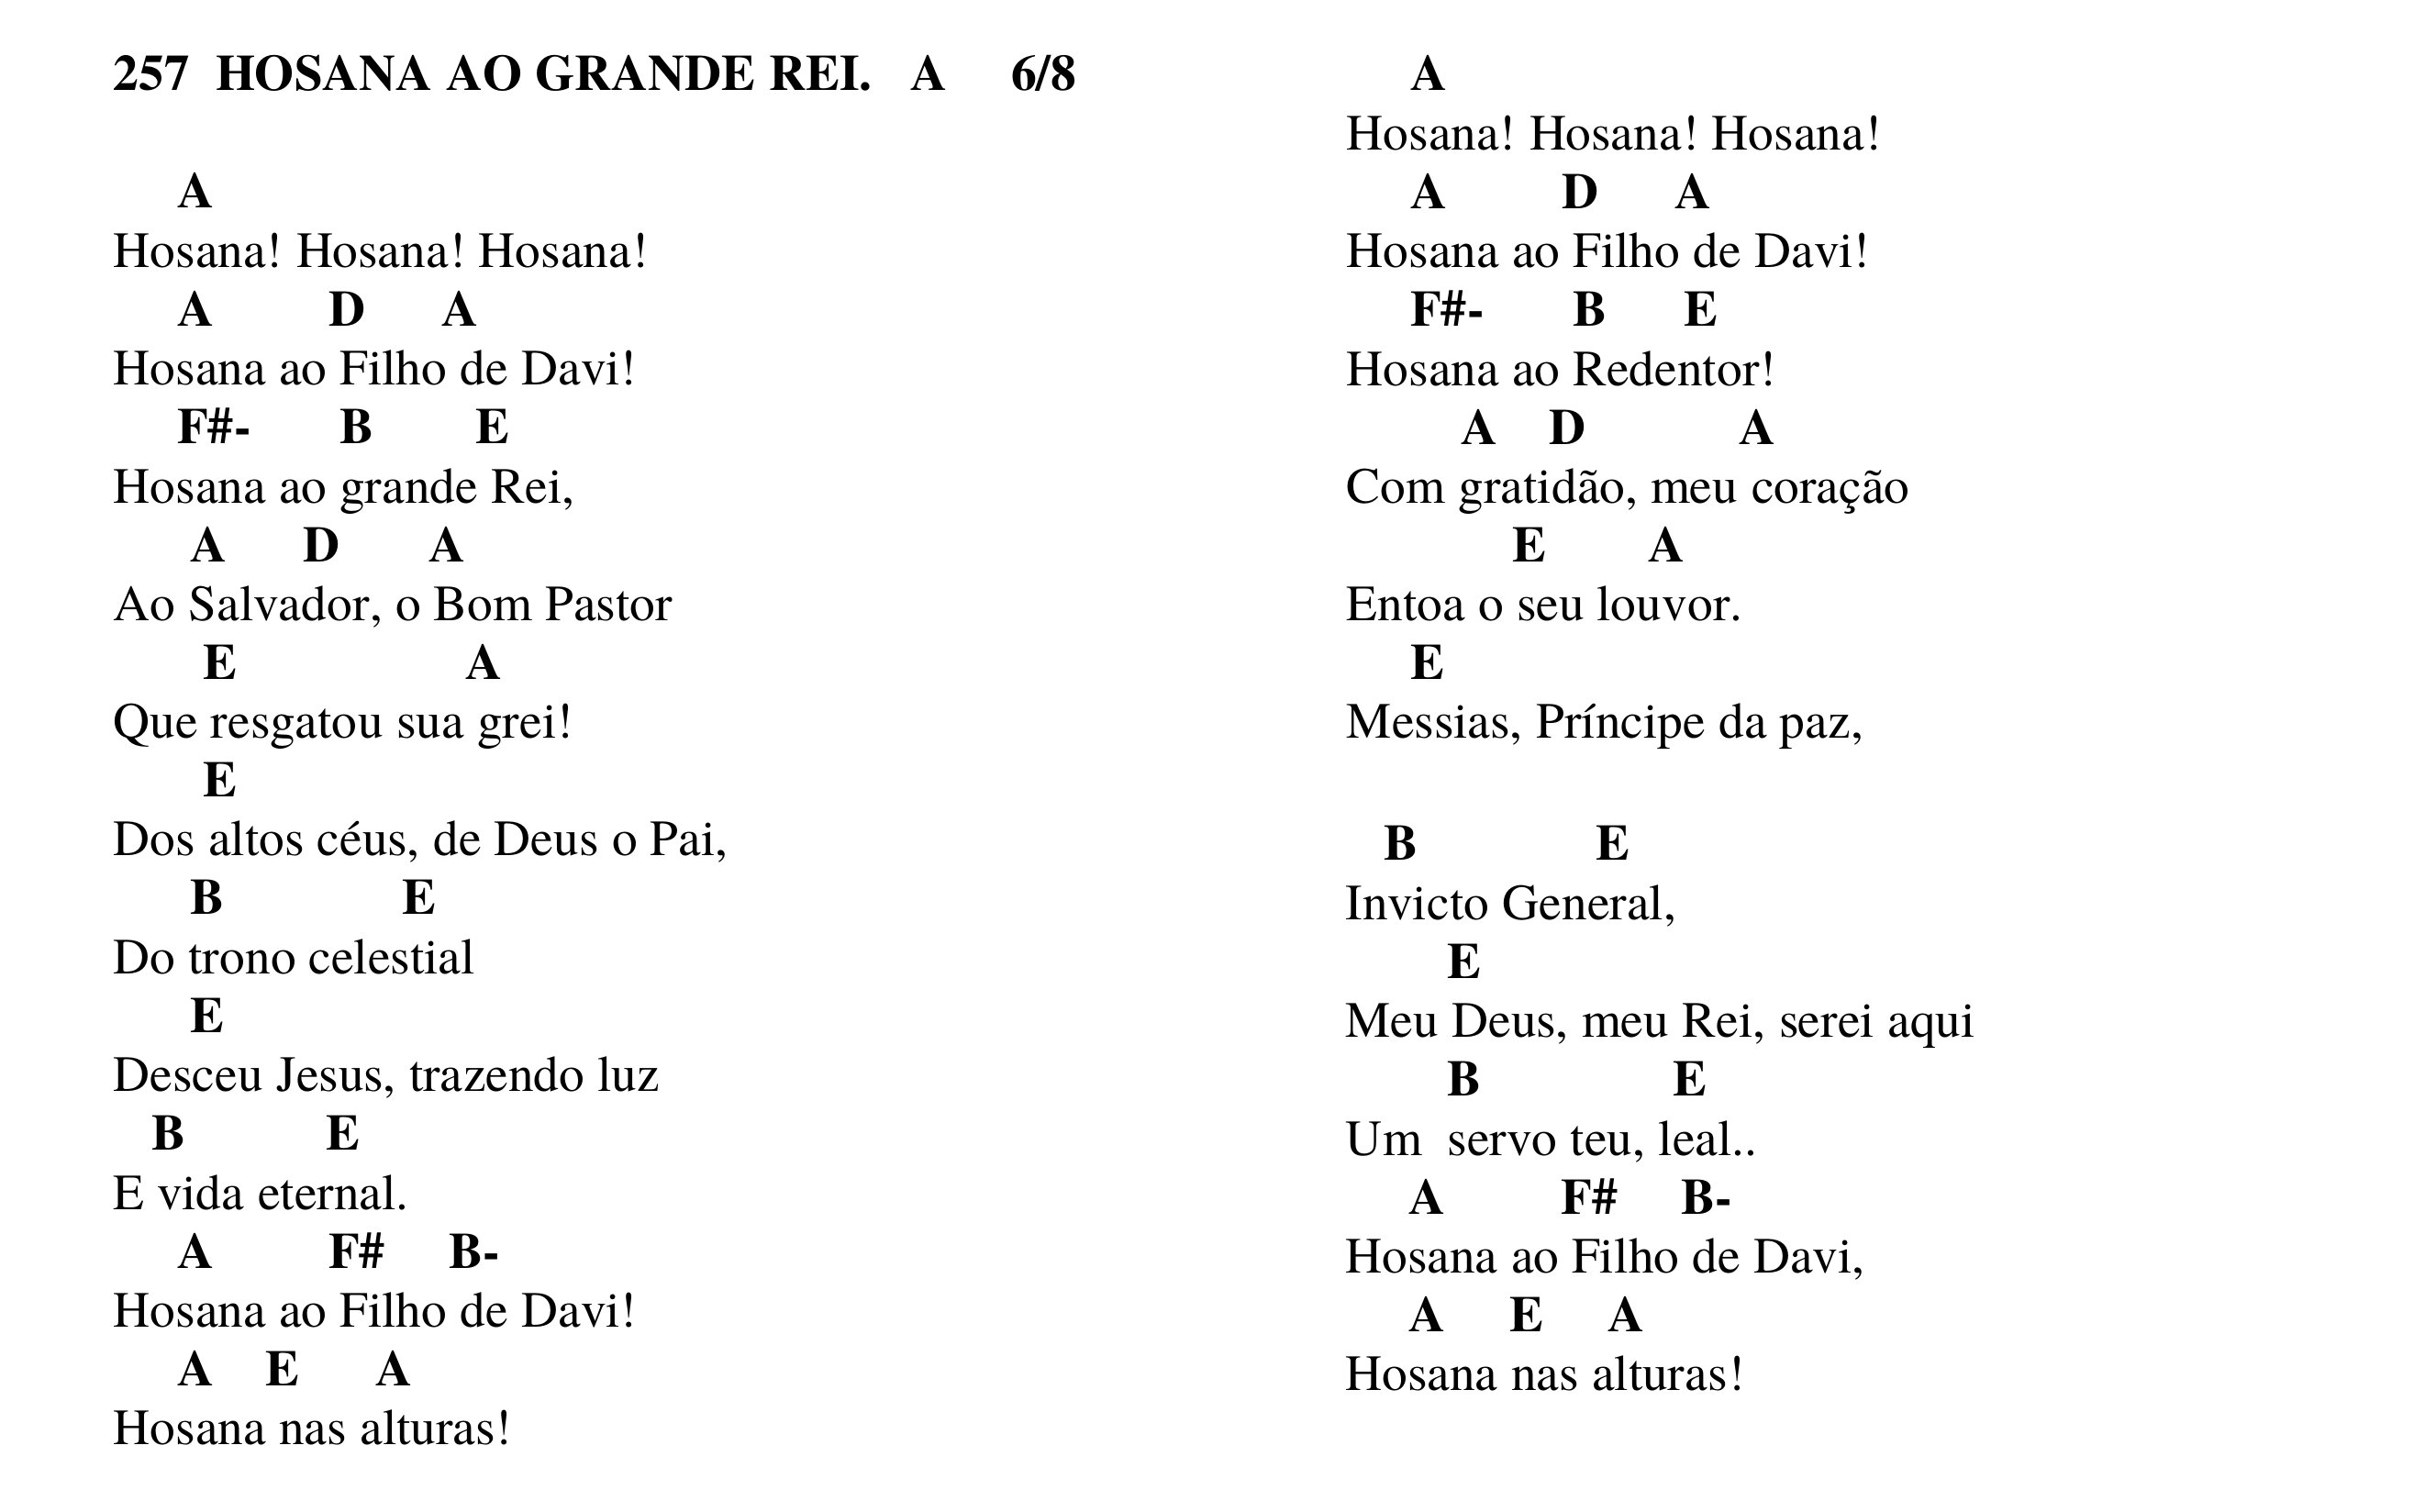 257  HOSANA AO GRANDE REI.   A     6/8
A
Hosana! Hosana! Hosana!
A         D      A
Hosana ao Filho de Davi!
F#-       B        E
Hosana ao grande Rei,
A      D       A
Ao Salvador, o Bom Pastor
E                  A
Que resgatou sua grei!
E
Dos altos céus, de Deus o Pai,
B              E
Do trono celestial
E
Desceu Jesus, trazendo luz
B           E
E vida eternal.
A         F#     B-
Hosana ao Filho de Davi!
A    E      A
Hosana nas alturas!
A
Hosana! Hosana! Hosana!
A         D      A
Hosana ao Filho de Davi!
F#-       B      E
Hosana ao Redentor!
A    D            A
Com gratidão, meu coração
E        A
Entoa o seu louvor.
E
Messias, Príncipe da paz,
B              E
Invicto General,
E
Meu Deus, meu Rei, serei aqui
B               E
Um  servo teu, leal..
A         F#     B-
Hosana ao Filho de Davi,
A     E     A
Hosana nas alturas!